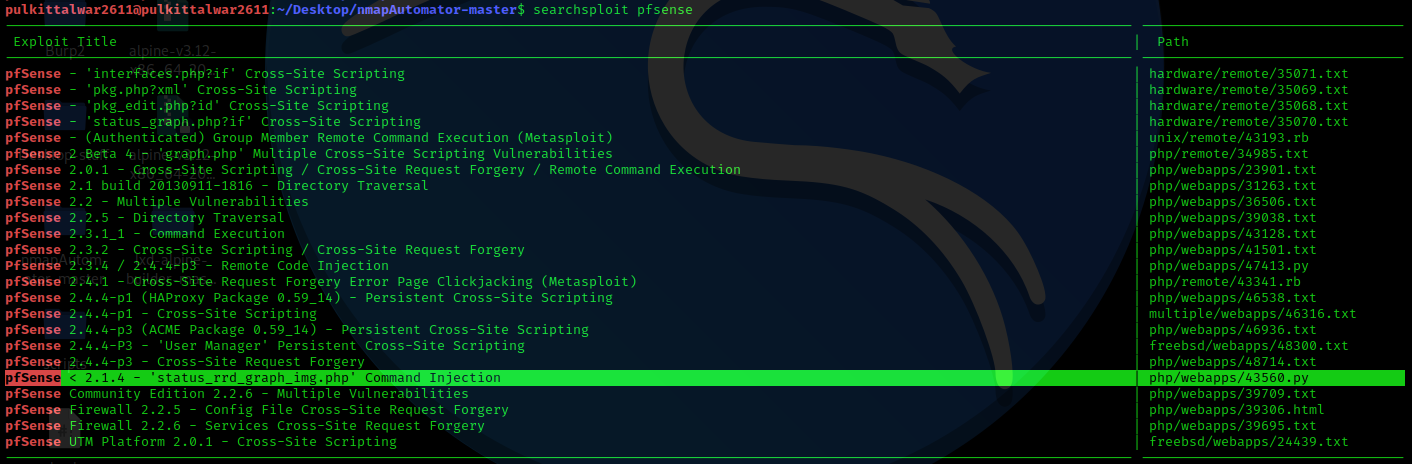 pulkittalwar2611@pulkittalwar2611:~/Desktop/nmapAutomator-master$ searchsploit pfsense
Exploit Title | Path
pfSense - 'interfaces.php?if' Cross-Site Scripting | hardware/remote/35071.txt
pfSense - 'pkg.php?xml' Cross-Site Scripting | hardware/remote/35069.txt
pfSense - 'pkg_edit.php?id' Cross-Site Scripting | hardware/remote/35068.txt
pfSense - 'status_graph.php?if' Cross-Site Scripting | hardware/remote/35070.txt
pfSense - (Authenticated) Group Member Remote Command Execution (Metasploit) | unix/remote/43193.rb
pfSense 2 Beta 4 - 'graph.php' Multiple Cross-Site Scripting Vulnerabilities | php/remote/34985.txt
pfSense 2.0.1 - Cross-Site Scripting / Cross-Site Request Forgery / Remote Command Execution | php/webapps/23901.txt
pfSense 2.1 build 20130911-1816 - Directory Traversal | php/webapps/31263.txt
pfSense 2.2 - Multiple Vulnerabilities | php/webapps/36506.txt
pfSense 2.2.5 - Directory Traversal | php/webapps/39038.txt
pfSense 2.3.1_1 - Command Execution | php/webapps/43128.txt
pfSense 2.3.2 - Cross-Site Scripting / Cross-Site Request Forgery | php/webapps/41501.txt
pfSense 2.3.4 / 2.4.4-p3 - Remote Code Injection | php/webapps/47413.py
pfSense 2.4.1 - Cross-Site Request Forgery Error Page Clickjacking (Metasploit) | php/remote/43341.rb
pfSense 2.4.4-p1 (HAProxy Package 0.59_14) - Persistent Cross-Site Scripting | php/webapps/46538.txt
pfSense 2.4.4-p1 - Cross-Site Scripting | multiple/webapps/46316.txt
pfSense 2.4.4-p3 (ACME Package 0.59_14) - Persistent Cross-Site Scripting | php/webapps/46936.txt
pfSense 2.4.4-P3 - 'User Manager' Persistent Cross-Site Scripting | freebsd/webapps/48300.txt
pfSense 2.4.4-p3 - Cross-Site Request Forgery | php/webapps/48714.txt
pfSense < 2.1.4 - 'status_rrd_graph_img.php' Command Injection | php/webapps/43560.py
pfSense Community Edition 2.2.6 - Multiple Vulnerabilities | php/webapps/39709.txt
pfSense Firewall 2.2.5 - Config File Cross-Site Request Forgery | php/webapps/39306.html
pfSense Firewall 2.2.6 - Services Cross-Site Request Forgery | php/webapps/39695.txt
pfSense UTM Platform 2.0.1 - Cross-Site Scripting | freebsd/webapps/24439.txt